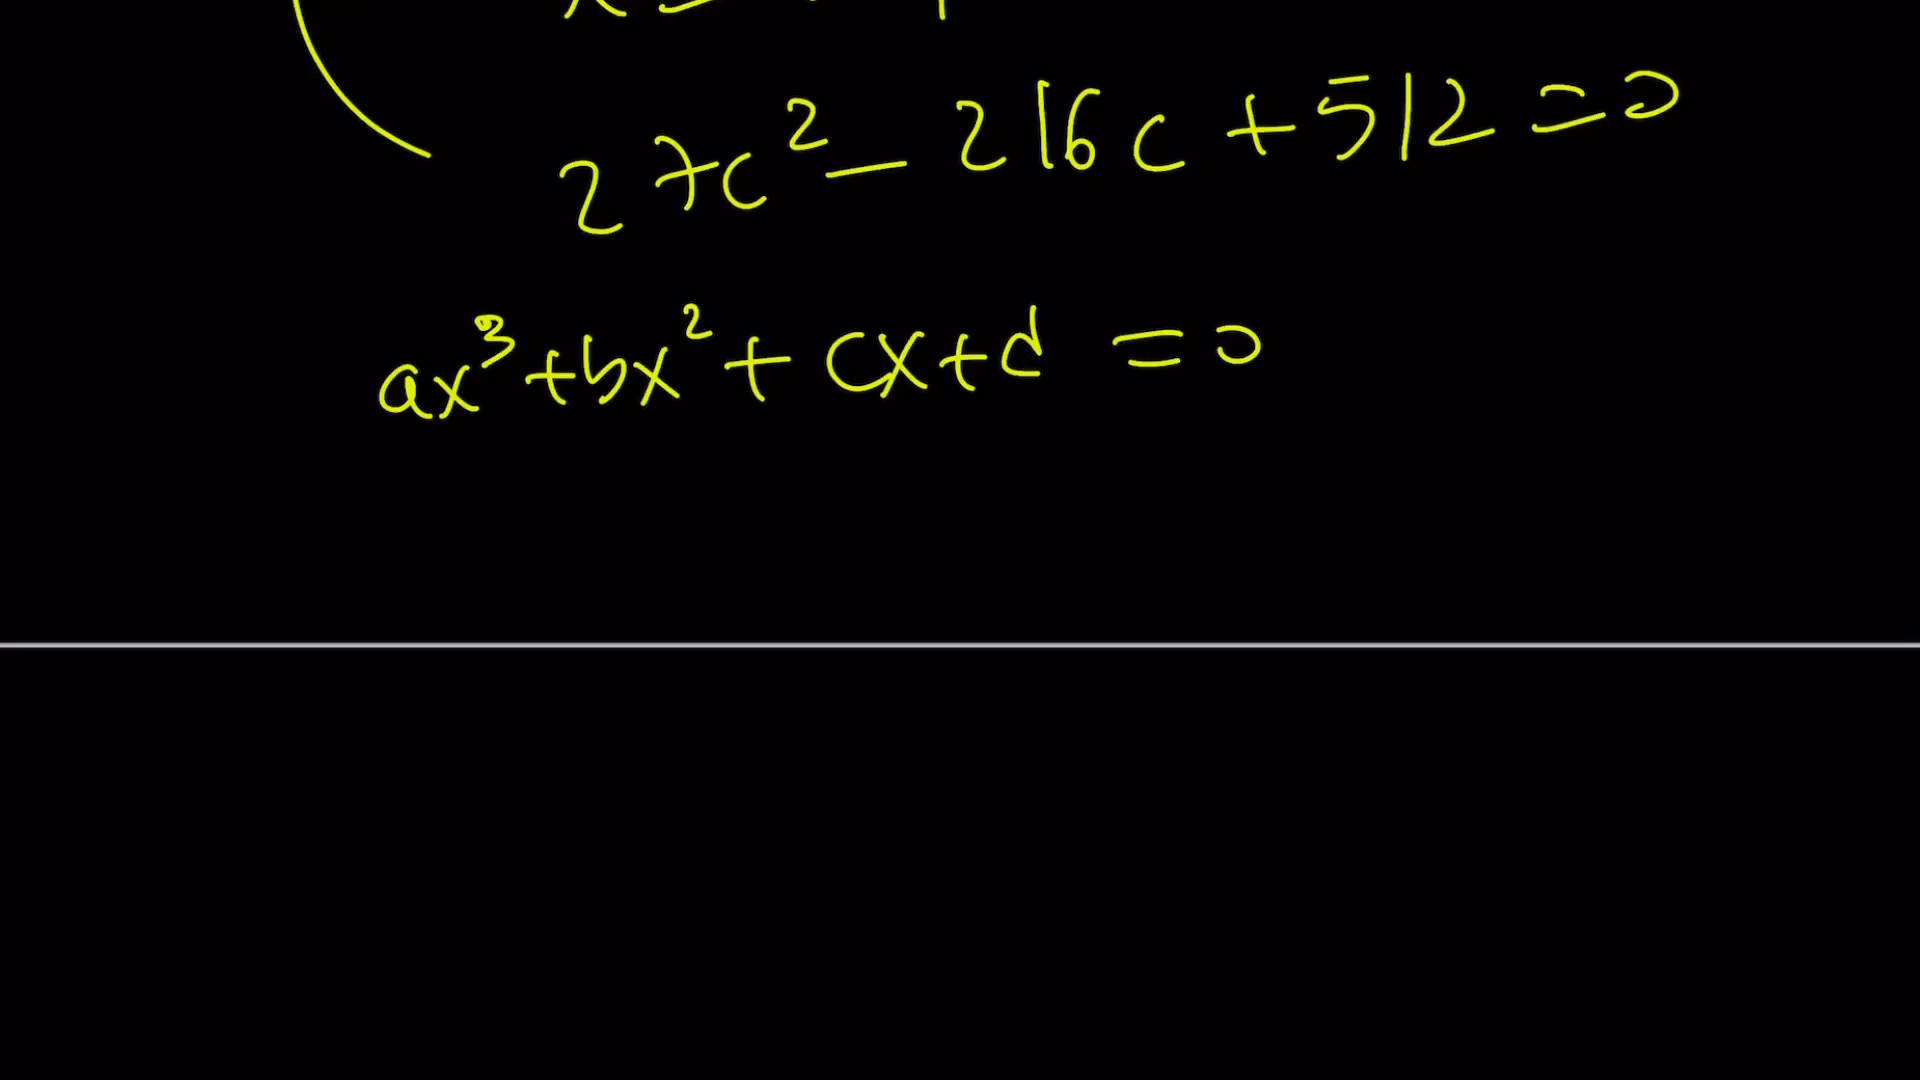 27c² - 216c + 512 = 0
ax³ + bx² + cx + d = 0